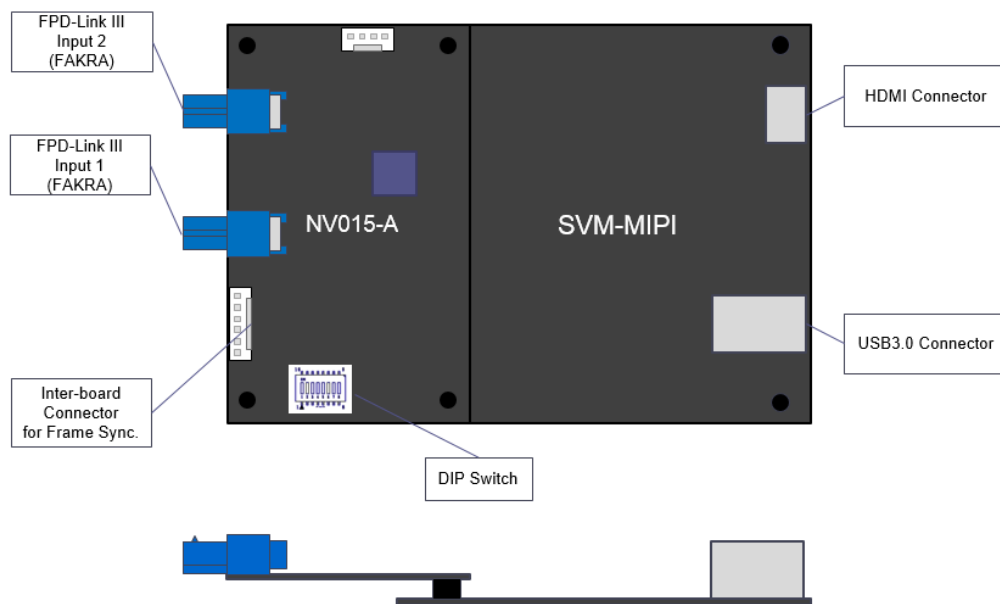 FPD-Link III
Input 2
(FAKRA)
FPD-Link III
Input 1
(FAKRA)
HDMI Connector
NV015-A
SVM-MIPI
USB3.0 Connector
Inter-board
Connector
for Frame Sync.
DIP Switch